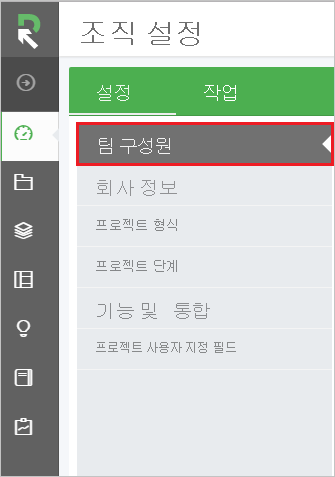 조직 설정
설정 작업
팀 구성원
회사 정보
프로젝트 형식
프로젝트 단계
기능 및 통합
프로젝트 사용자 지정 필드